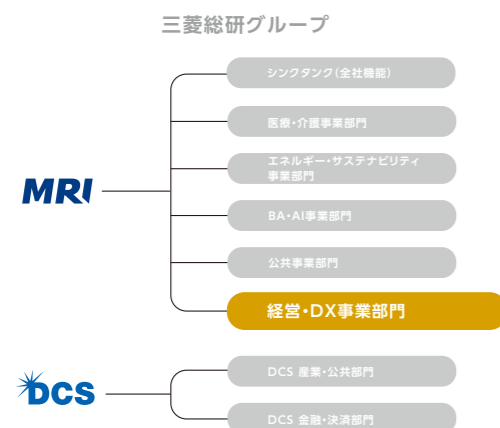 三菱総研グループ
シンクタンク（全社機能）
医療・介護事業部門
エネルギー・サステナビリティ
事業部門
MRI
BA・AI事業部門
公共事業部門
経営・DX事業部門
DCS 産業・公共部門
DCS
DCS 金融・決済部門